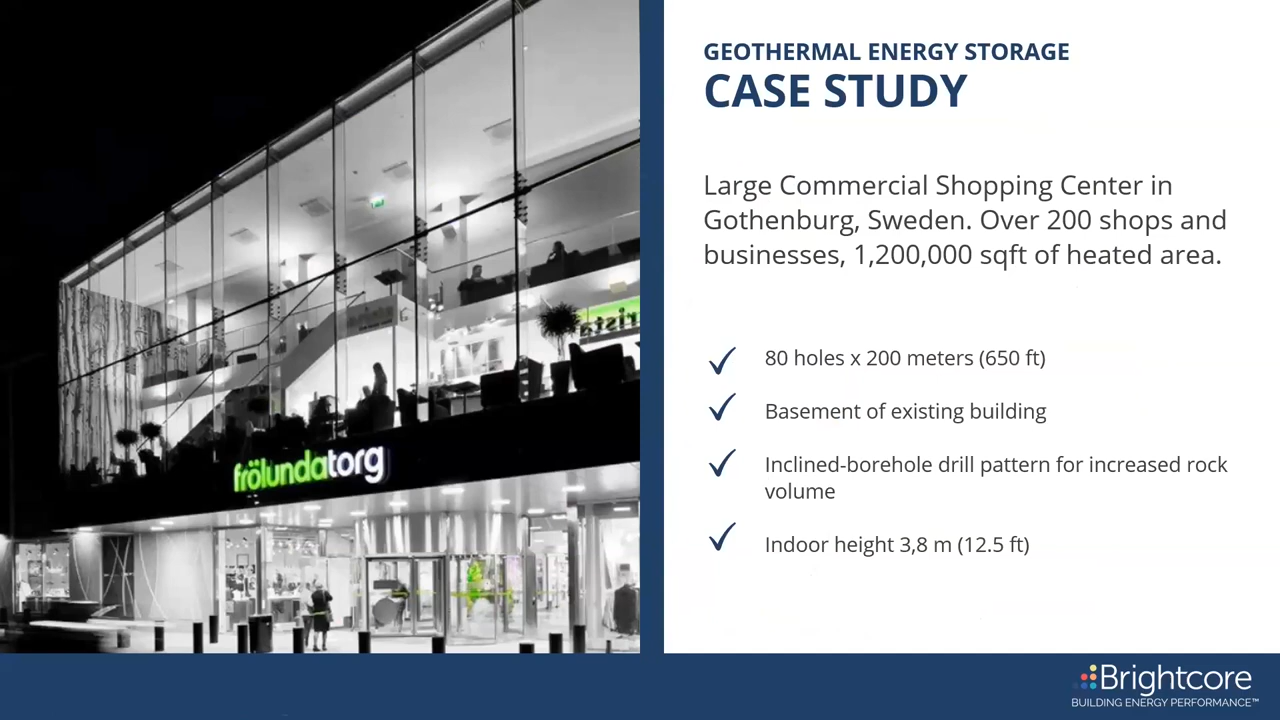 GEOTHERMAL ENERGY STORAGE
CASE STUDY
Large Commercial Shopping Center in
Gothenburg, Sweden. Over 200 shops and
businesses, 1,200,000 sqft of heated area.
80 holes x 200 meters (650 ft)
Basement of existing building
Inclined-borehole drill pattern for increased rock
volume
Indoor height 3,8 m (12.5 ft)
frölundatorg
Brightcore
BUILDING ENERGY PERFORMANCE™